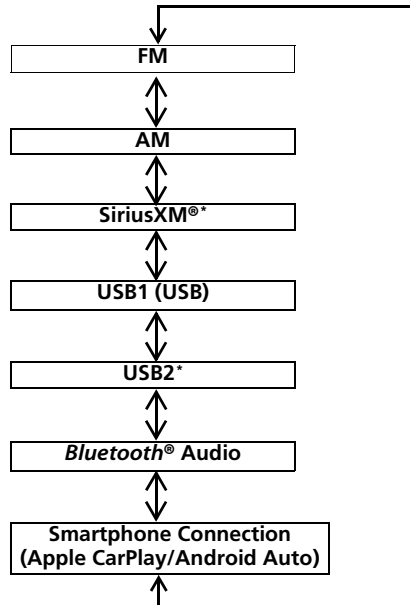 FM
AM
SiriusXM®*
USB1 (USB)
USB2*
Bluetooth® Audio
Smartphone Connection
(Apple CarPlay/Android Auto)